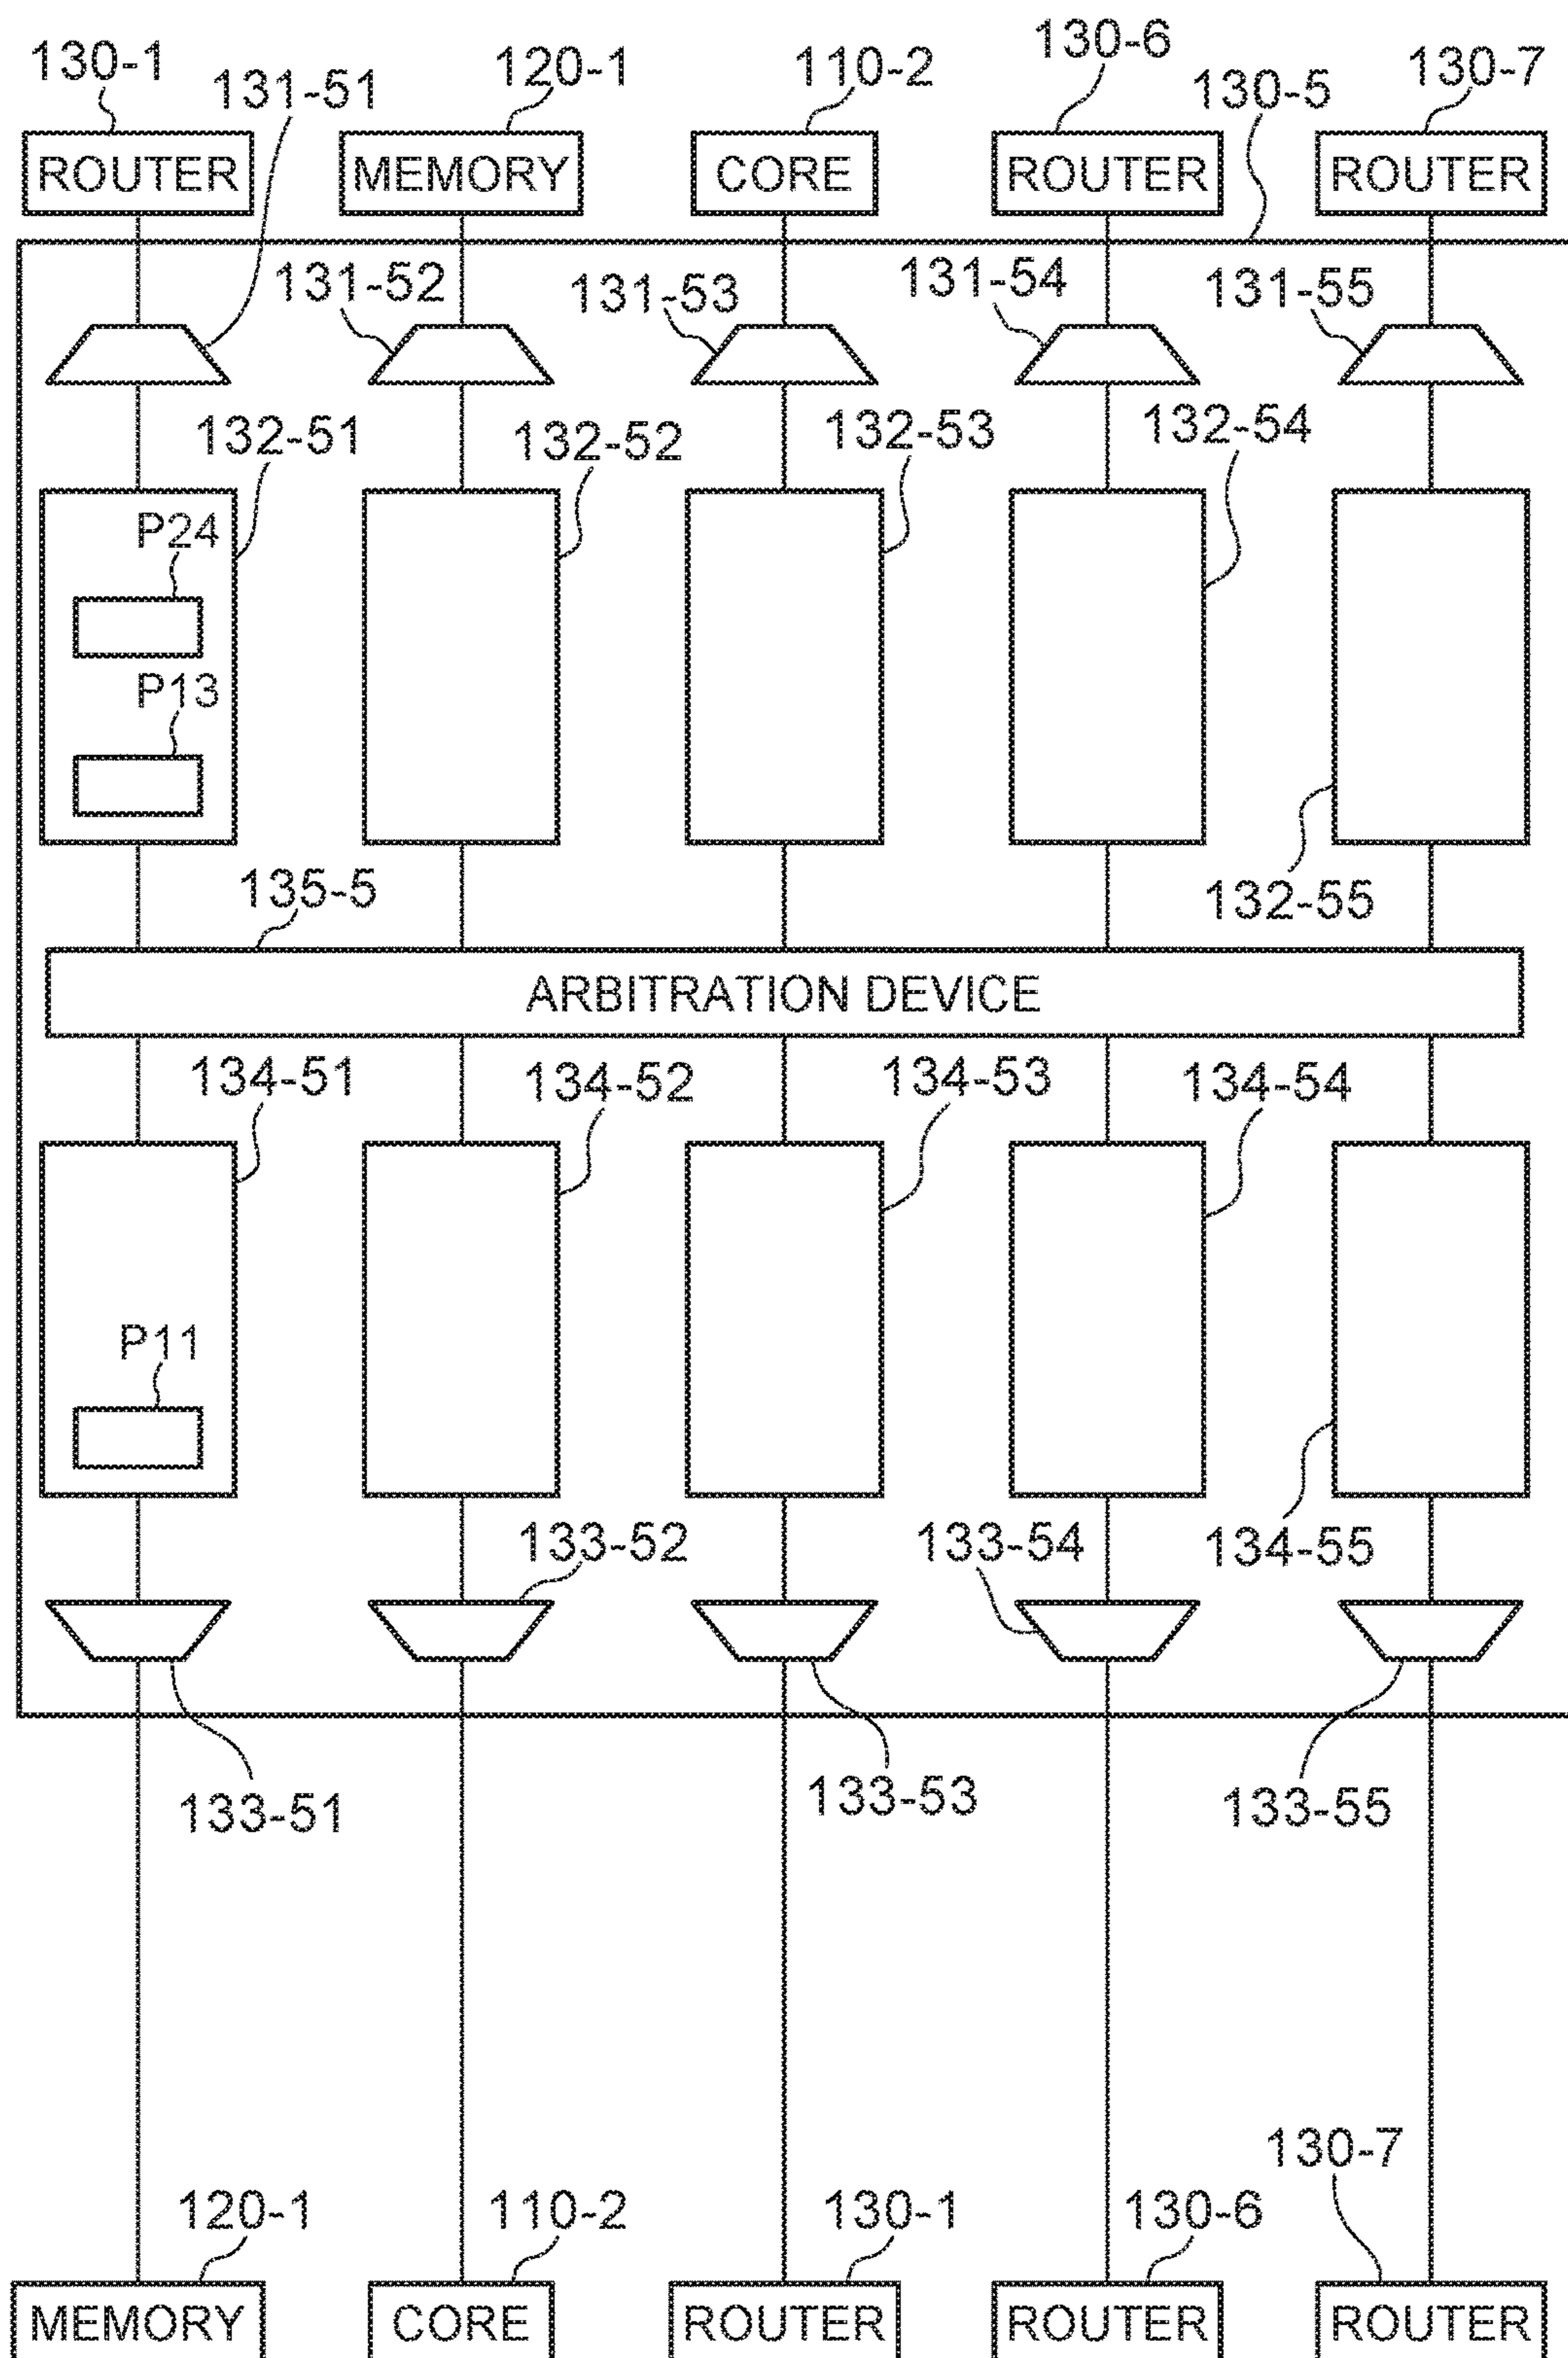 130-1 131-51 120-1 110-2 130-6 130-5 130-7
ROUTER MEMORY CORE ROUTER ROUTER
131-52 131-53 131-54 131-55
132-51 132-52 132-53 132-54
P24
P13
135-5 132-55
ARBITRATION DEVICE
134-51 134-52 134-53 134-54
P11
133-52 133-54 134-55
133-51 133-53 133-55
130-7
120-1 110-2 130-1 130-6
MEMORY CORE ROUTER ROUTER ROUTER